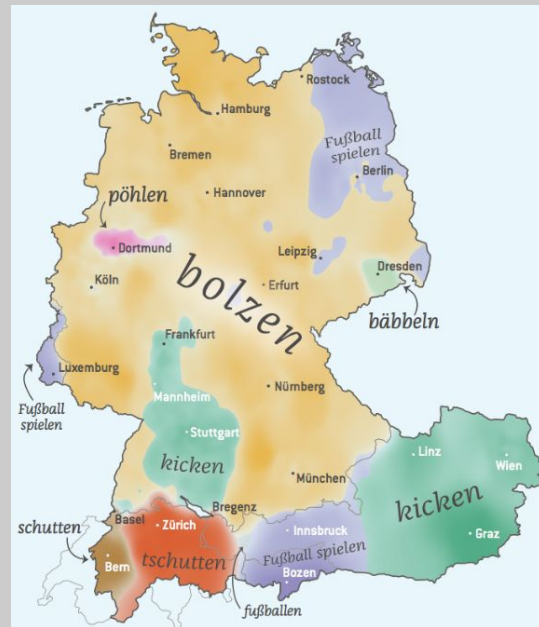 Rostock
Hamburg
Fußball
spielen
Bremen
Berlin
Hannover
pöhlen
Dortmund
Leipzig
bolzen
Dresden
Köln
Erfurt
bäbbeln
Frankfurt
Luxemburg
Nürnberg
Mannheim
Fußball
spielen
Stuttgart
Linz
Wien
kicken
München
kicken
Bregenz
schutten
Basel
Zürich
Innsbruck
Graz
Bern
tschutten
Fußball spielen
Bozen
fußballen